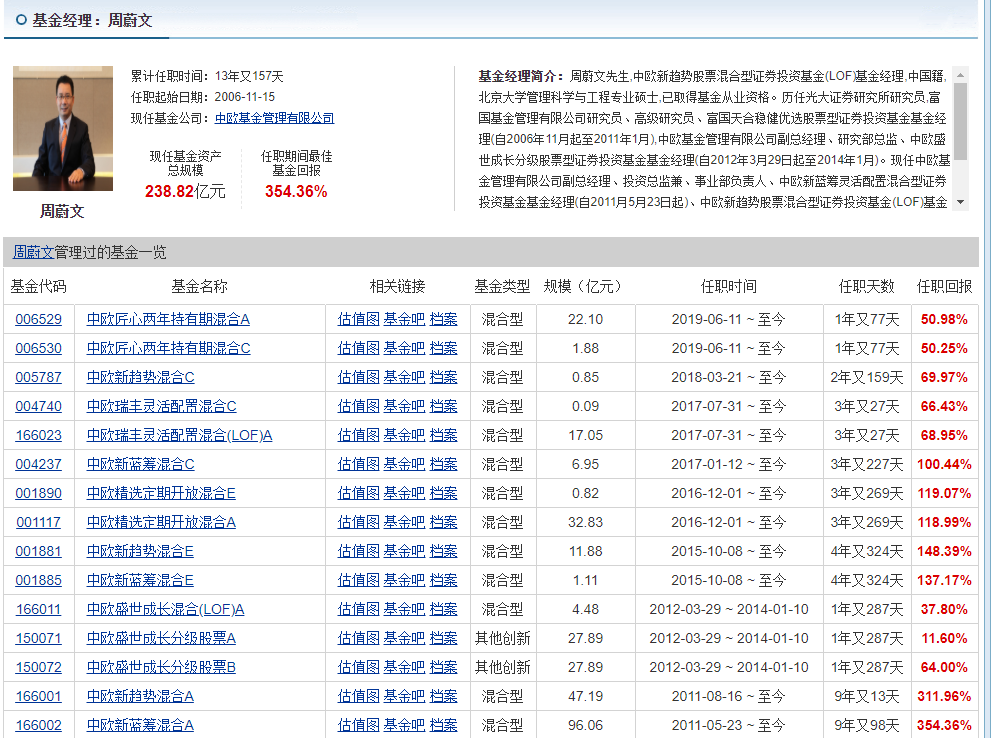 基金经理：周蔚文
累计任职时间：13年又157天
任职起始日期：2006-11-15
现任基金公司：中欧基金管理有限公司
现任基金资产
总规模
238.82亿元
任职期间最佳
基金回报
354.36%
周蔚文
基金经理简介：周蔚文先生,中欧新趋势股票混合型证券投资基金(LOF)基金经理,中国籍,
北京大学管理科学与工程专业硕士,已取得基金从业资格。历任光大证券研究所研究员,富
国基金管理有限公司研究员、高级研究员、富国天合稳健优选股票型证券投资基金基金经
理(自2006年11月起至2011年1月),中欧基金管理有限公司副总经理、研究部总监、中欧盛
世成长分级股票型证券投资基金基金经理(自2012年3月29日起至2014年1月)。现任中欧基
金管理有限公司副总经理、投资总监兼、事业部负责人、中欧新蓝筹灵活配置混合型证券
投资基金基金经理(自2011月5月23日起)、中欧新趋势股票混合型证券投资基金(LOF)基金
周蔚文管理过的基金一览
基金代码 基金名称 相关链接 基金类型 规模（亿元） 任职时间 任职天数 任职回报
006529 中欧匠心两年持有期混合A 估值图 基金吧 档案 混合型 22.10 2019-06-11 ~ 至今 1年又77天 50.98%
006530 中欧匠心两年持有期混合C 估值图 基金吧 档案 混合型 1.88 2019-06-11 ~ 至今 1年又77天 50.25%
005787 中欧新趋势混合C 估值图 基金吧 档案 混合型 0.85 2018-03-21 ~ 至今 2年又159天 69.97%
004740 中欧瑞丰灵活配置混合C 估值图 基金吧 档案 混合型 0.09 2017-07-31 ~ 至今 3年又27天 66.43%
166023 中欧瑞丰灵活配置混合(LOF)A 估值图 基金吧 档案 混合型 17.05 2017-07-31 ~ 至今 3年又27天 68.95%
004237 中欧新蓝筹混合C 估值图 基金吧 档案 混合型 6.95 2017-01-12 ~ 至今 3年又227天 100.44%
001890 中欧精选定期开放混合E 估值图 基金吧 档案 混合型 0.82 2016-12-01 ~ 至今 3年又269天 119.07%
001117 中欧精选定期开放混合A 估值图 基金吧 档案 混合型 32.83 2016-12-01 ~ 至今 3年又269天 118.99%
001881 中欧新趋势混合E 估值图 基金吧 档案 混合型 11.88 2015-10-08 ~ 至今 4年又324天 148.39%
001885 中欧新蓝筹混合E 估值图 基金吧 档案 混合型 1.11 2015-10-08 ~ 至今 4年又324天 137.17%
166011 中欧盛世成长混合(LOF)A 估值图 基金吧 档案 混合型 4.48 2012-03-29 ~ 2014-01-10 1年又287天 37.80%
150071 中欧盛世成长分级股票A 估值图 基金吧 档案 其他创新 27.89 2012-03-29 ~ 2014-01-10 1年又287天 11.60%
150072 中欧盛世成长分级股票B 估值图 基金吧 档案 其他创新 27.89 2012-03-29 ~ 2014-01-10 1年又287天 64.00%
166001 中欧新趋势混合A 估值图 基金吧 档案 混合型 47.19 2011-08-16 ~ 至今 9年又13天 311.96%
166002 中欧新蓝筹混合A 估值图 基金吧 档案 混合型 96.06 2011-05-23 ~ 至今 9年又98天 354.36%